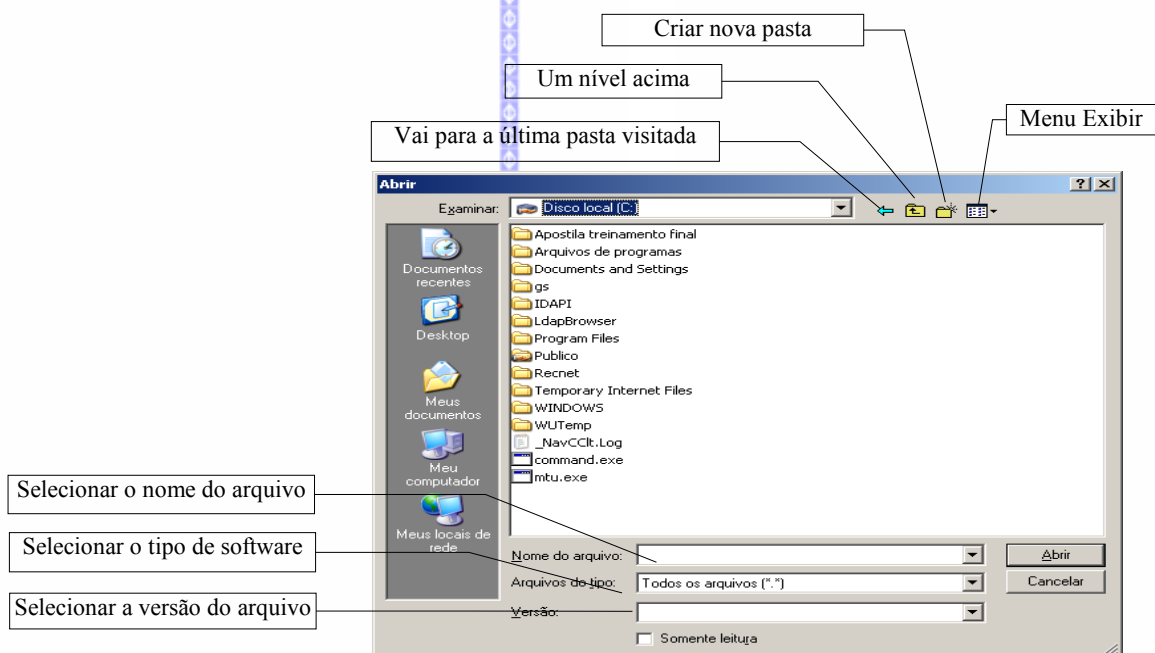 Criar nova pasta
Um nível acima
Menu Exibir
Vai para a última pasta visitada
Abrir
Examinar:
Disco local (C:)
Documentos
recentes
Desktop
Meus
documentos
Meu
computador
Meus locais de
rede
Apostila treinamento final
Arquivos de programas
Documents and Settings
gs
IDAPI
LdapBrowser
Program Files
Publico
Recnet
Temporary Internet Files
WINDOWS
WUTemp
_NavCClt.Log
command.exe
mtu.exe
Selecionar o nome do arquivo
Selecionar o tipo de software
Selecionar a versão do arquivo
Nome do arquivo:
Abrir
Arquivos do tipo:
Todos os arquivos (*.*)
Cancelar
Versão:
Somente leitura